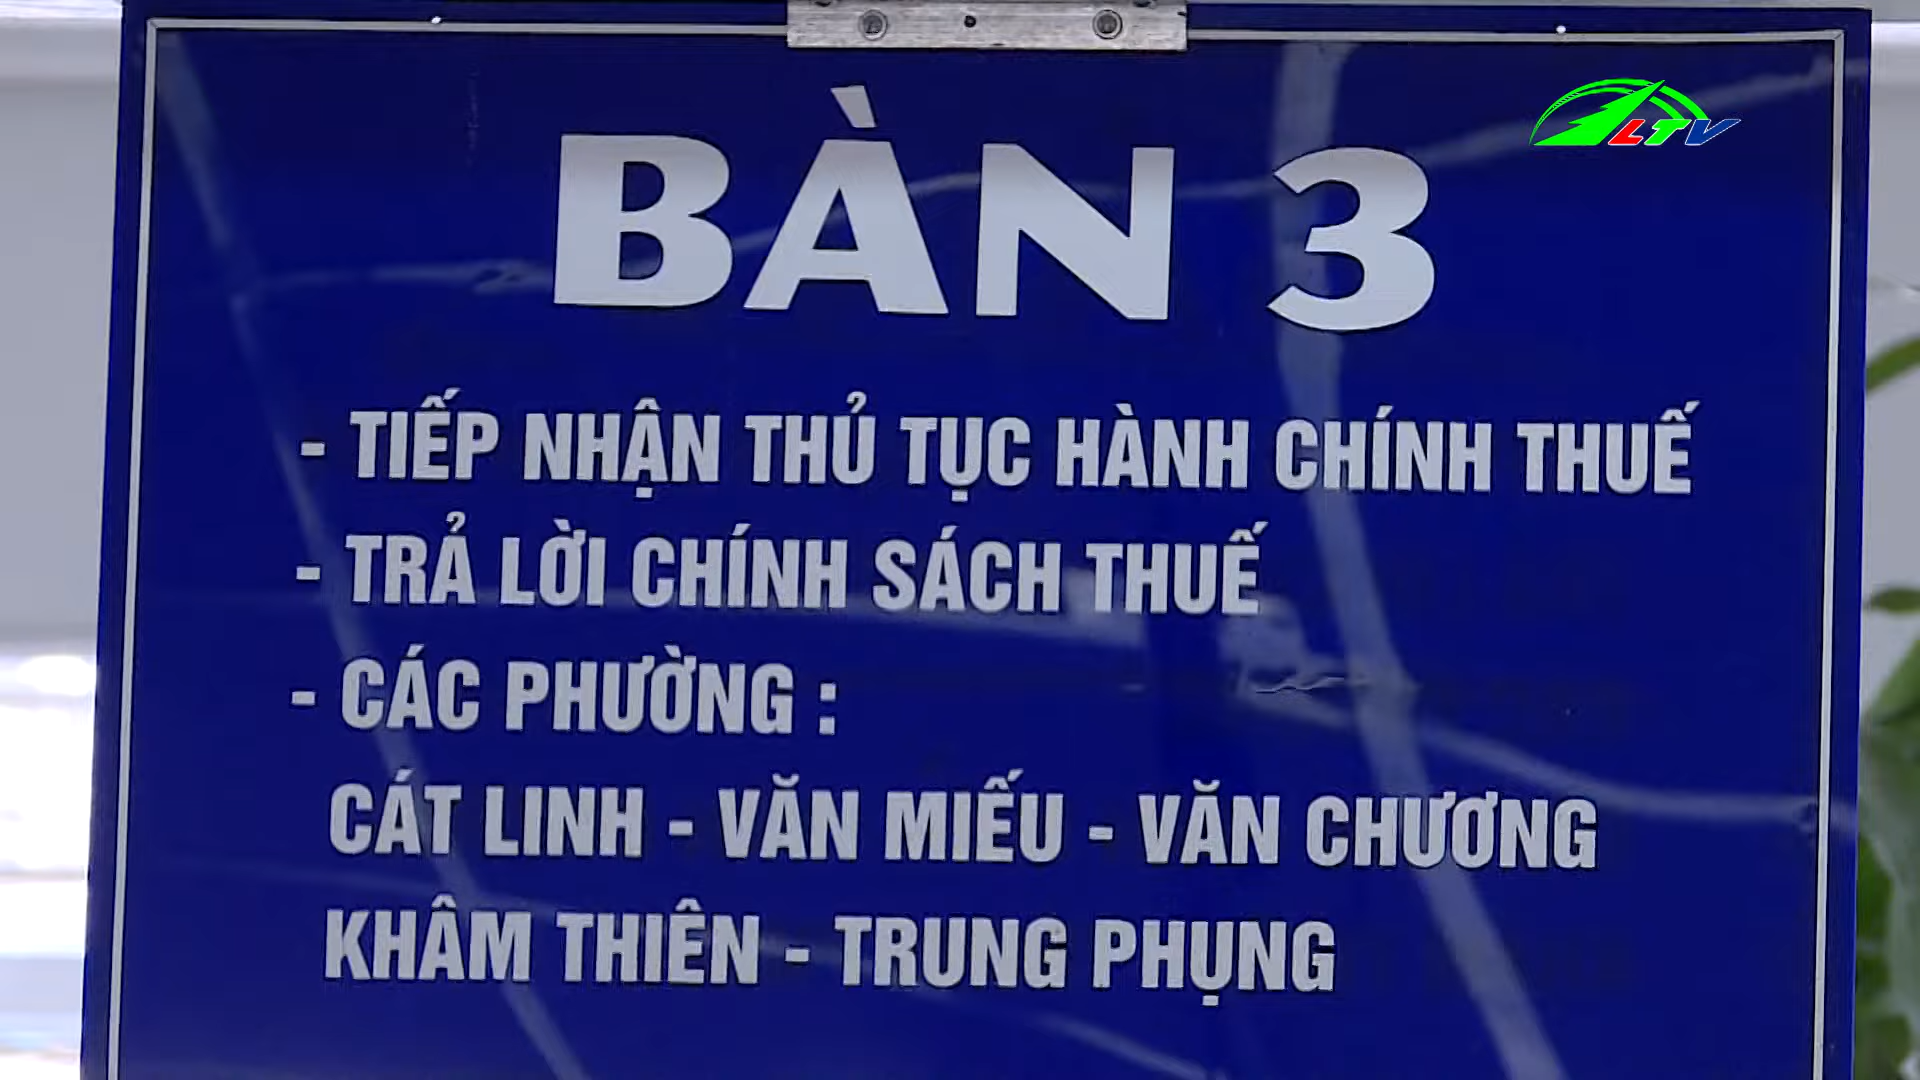 LTV
BÀN 3
- TIẾP NHẬN THỦ TỤC HÀNH CHÍNH THUẾ
- TRẢ LỜI CHÍNH SÁCH THUẾ
- CÁC PHƯỜNG :
CÁT LINH - VĂN MIẾU - VĂN CHƯƠNG
KHÂM THIÊN - TRUNG PHỤNG